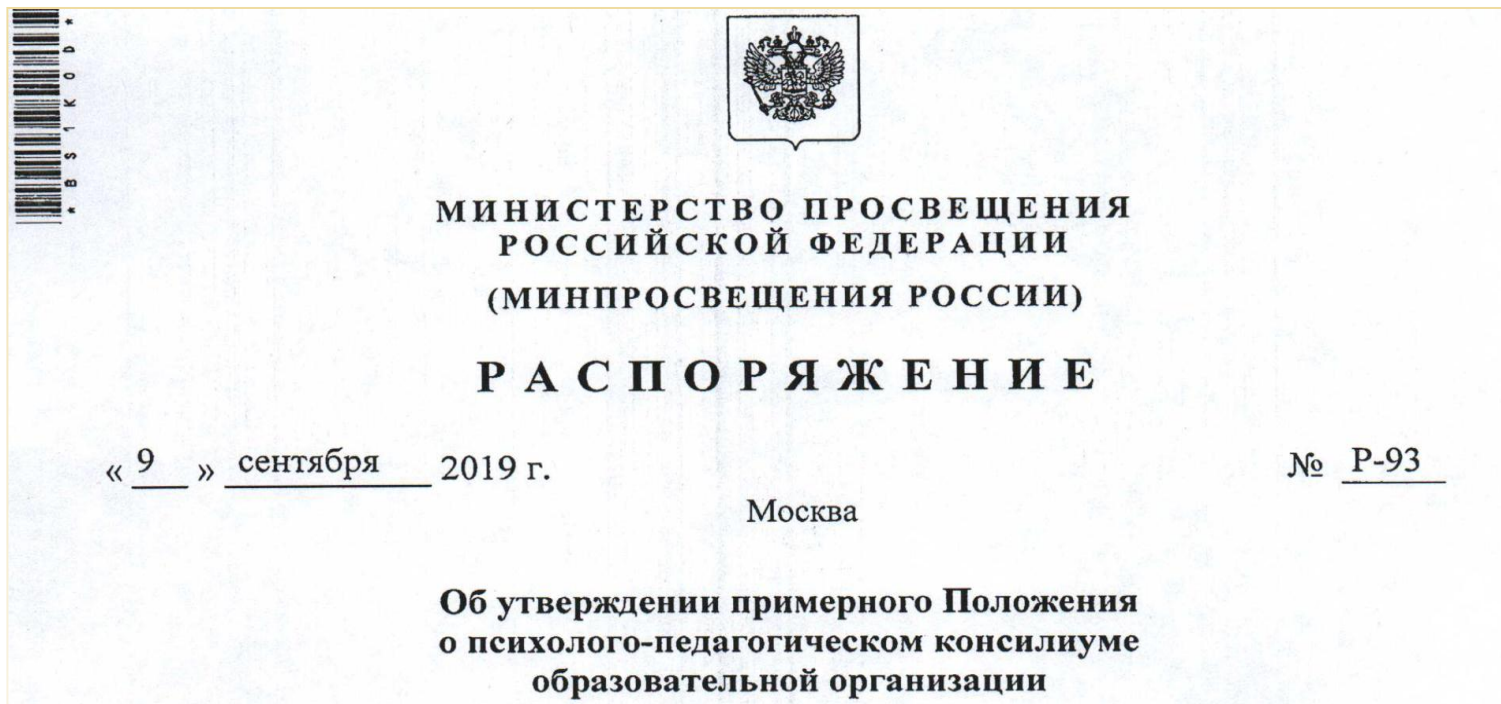 * B S 1 K O D *
МИНИСТЕРСТВО ПРОСВЕЩЕНИЯ
РОССИЙСКОЙ ФЕДЕРАЦИИ
(МИНПРОСВЕЩЕНИЯ РОССИИ)
РАСПОРЯЖЕНИЕ
« 9 » сентября 2019 г. № Р-93
Москва
Об утверждении примерного Положения
о психолого-педагогическом консилиуме
образовательной организации